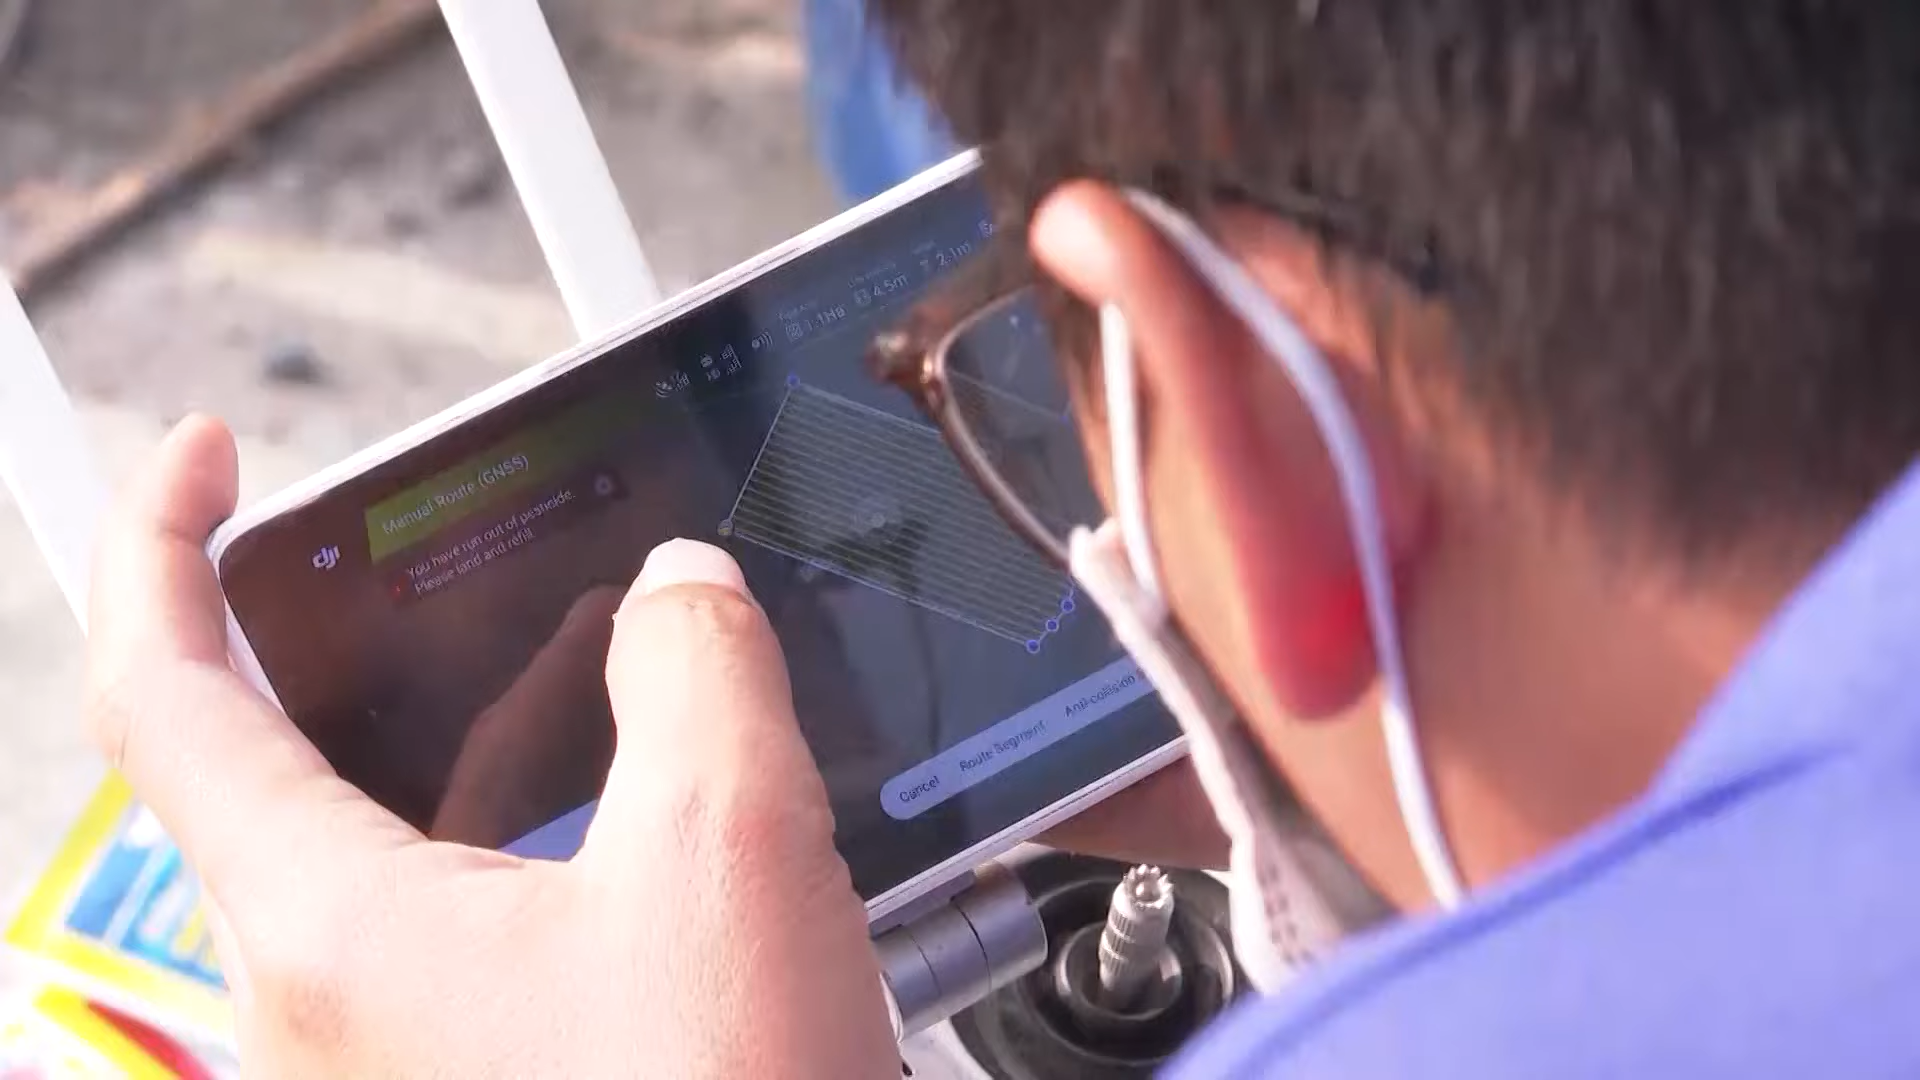 dji
Manual Route (GNSS)
You have run out of pesticide.
Please land and refill.
1.1Ha
4.5m
2.1m
Cancel
Route Segment
Anti-collision